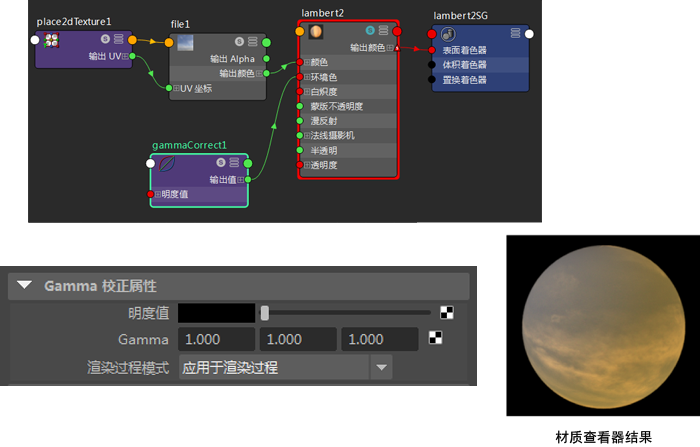 place2dTexture1
输出 UV
file1
输出 Alpha
输出颜色
UV 坐标
gammaCorrect1
输出值
明度值
lambert2
输出颜色
颜色
环境色
白炽度
蒙版不透明度
漫反射
法线摄影机
半透明
透明度
lambert2SG
表面着色器
体积着色器
置换着色器
Gamma 校正属性
明度值
Gamma 1.000 1.000 1.000
渲染过程模式 应用于渲染过程
材质查看器结果